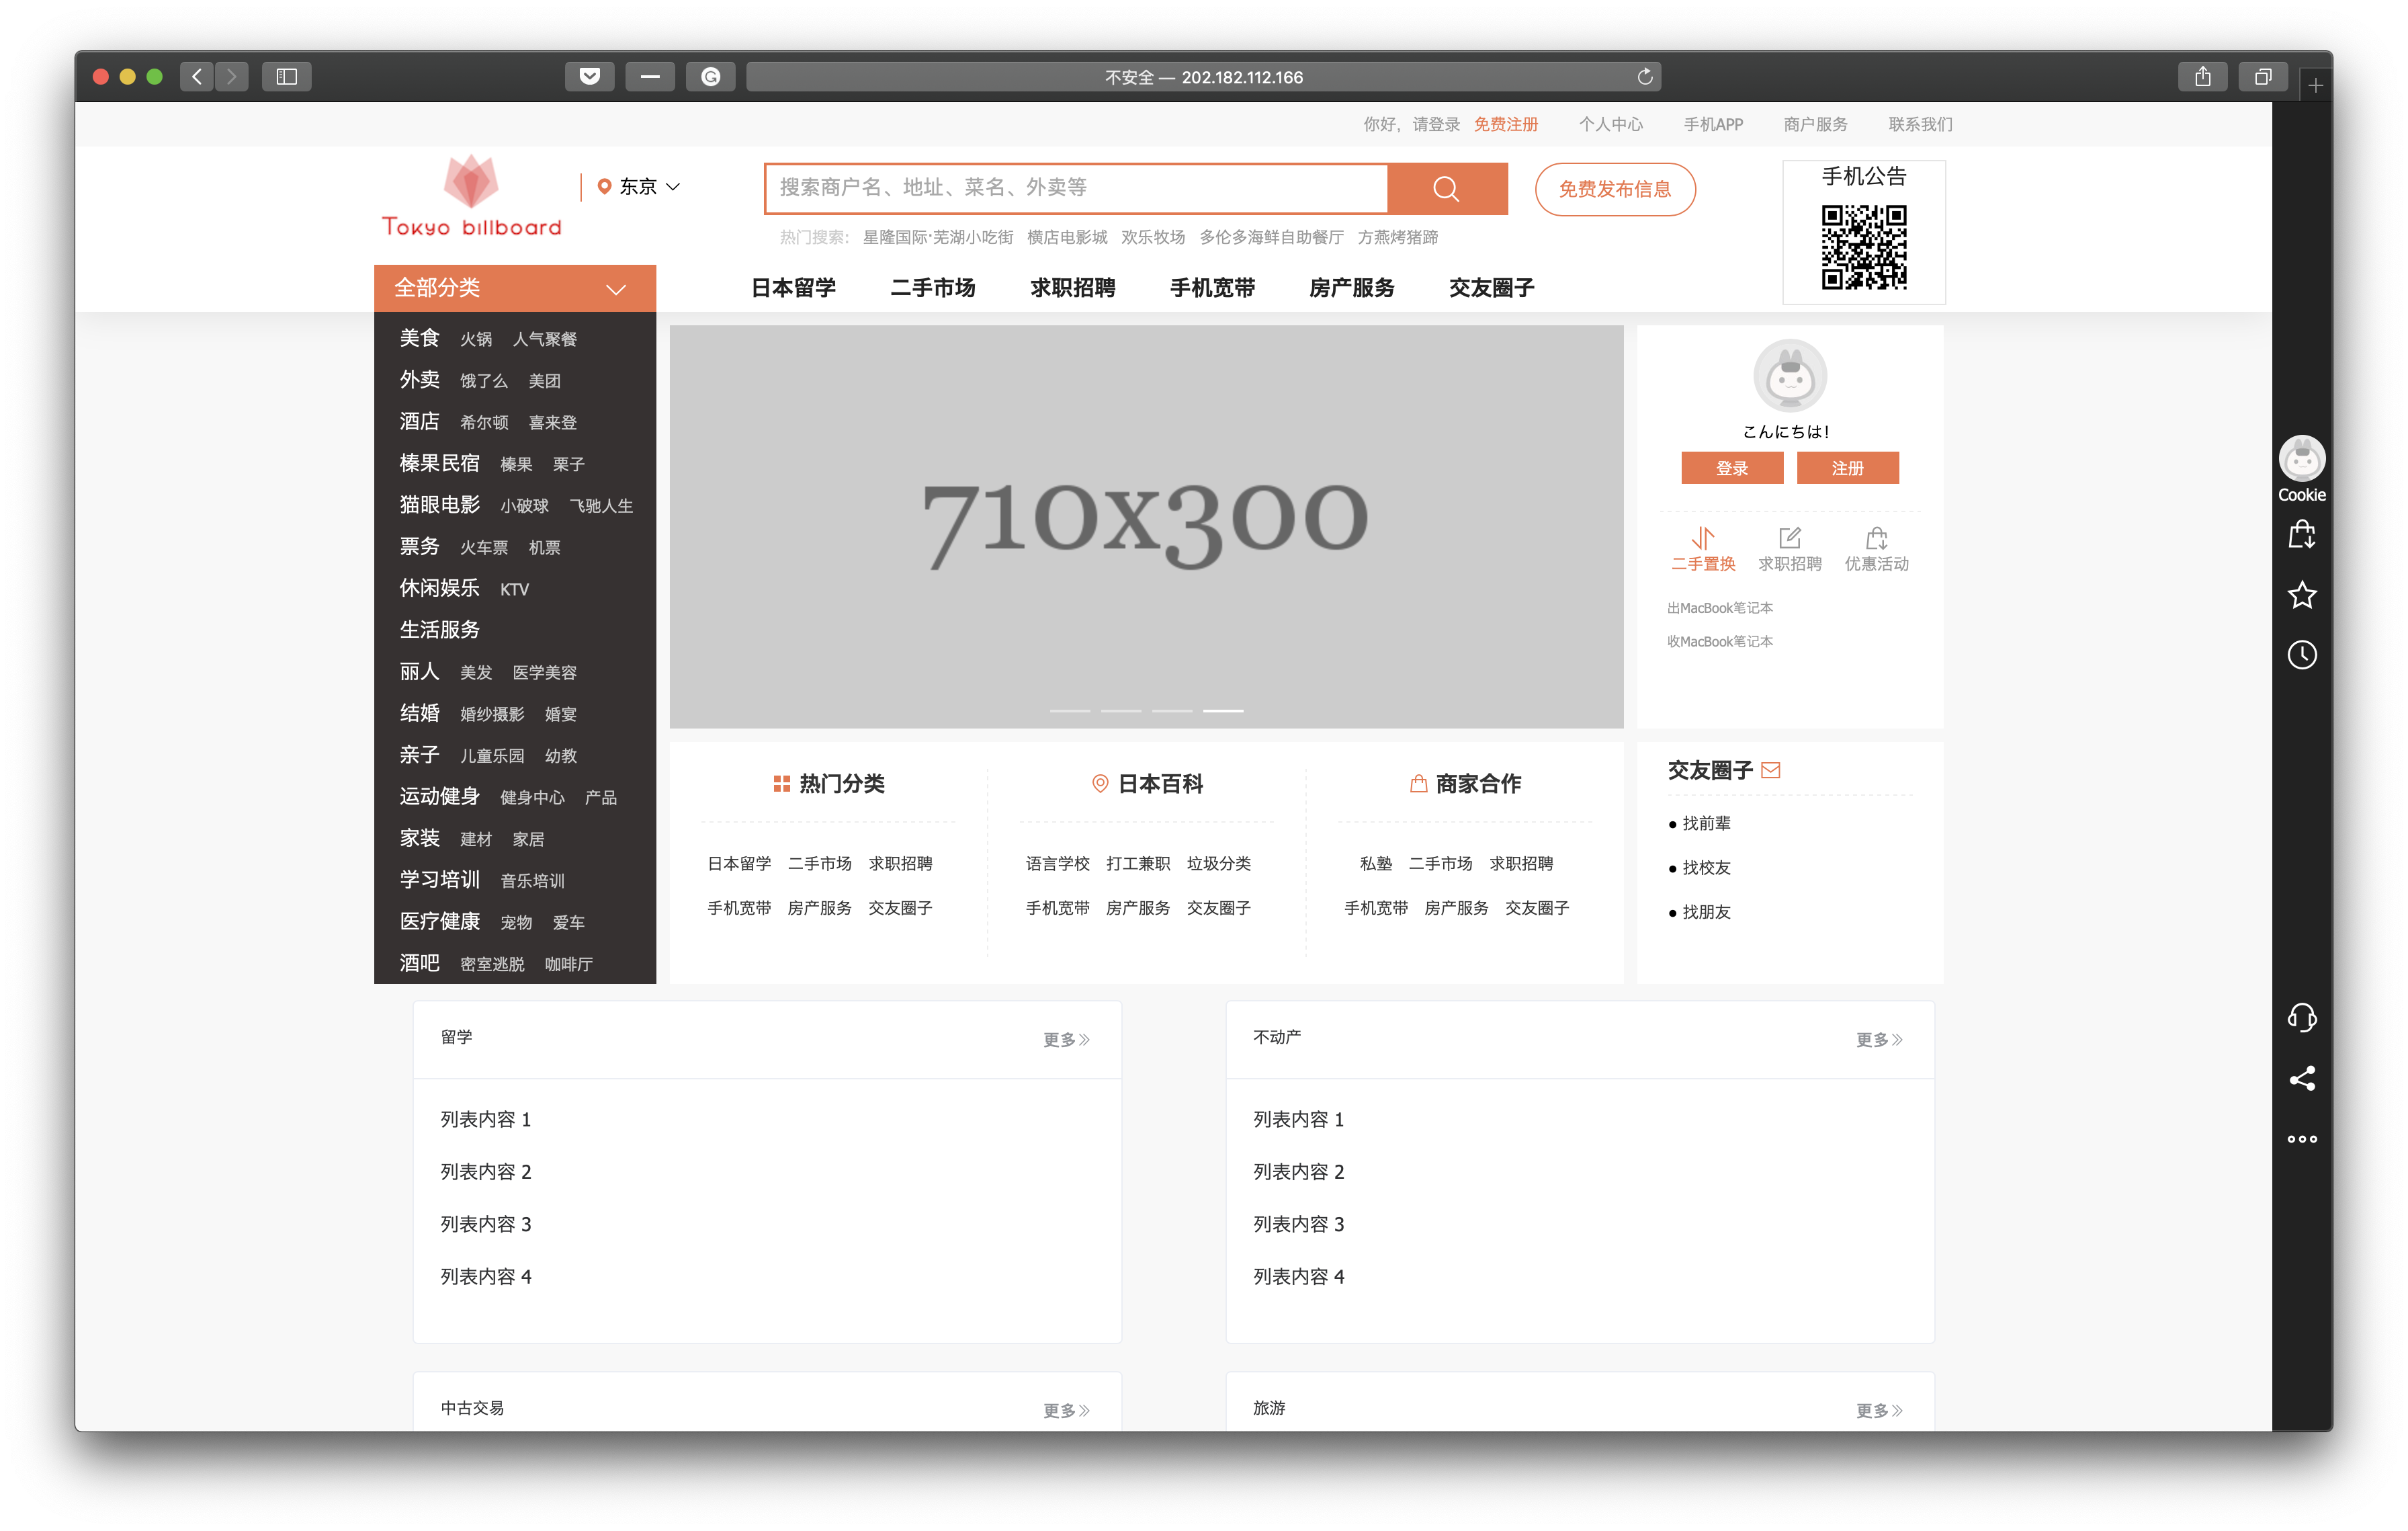 不安全 — 202.182.112.166
你好，请登录 免费注册 个人中心 手机APP 商户服务 联系我们
Tokyo billboard
东京
搜索商户名、地址、菜名、外卖等
免费发布信息
手机公告
热门搜索： 星隆国际·芜湖小吃街 横店电影城 欢乐牧场 多伦多海鲜自助餐厅 方燕烤猪蹄
全部分类
日本留学 二手市场 求职招聘 手机宽带 房产服务 交友圈子
美食 火锅 人气聚餐
外卖 饿了么 美团
酒店 希尔顿 喜来登
榛果民宿 榛果 栗子
猫眼电影 小破球 飞驰人生
票务 火车票 机票
休闲娱乐 KTV
生活服务
丽人 美发 医学美容
结婚 婚纱摄影 婚宴
亲子 儿童乐园 幼教
运动健身 健身中心 产品
家装 建材 家居
学习培训 音乐培训
医疗健康 宠物 爱车
酒吧 密室逃脱 咖啡厅
710x300
こんにちは！
登录 注册
二手置换 求职招聘 优惠活动
出MacBook笔记本
收MacBook笔记本
Cookie
热门分类
日本留学 二手市场 求职招聘
手机宽带 房产服务 交友圈子
日本百科
语言学校 打工兼职 垃圾分类
手机宽带 房产服务 交友圈子
商家合作
私塾 二手市场 求职招聘
手机宽带 房产服务 交友圈子
交友圈子
● 找前辈
● 找校友
● 找朋友
留学 更多
列表内容 1
列表内容 2
列表内容 3
列表内容 4
不动产 更多
列表内容 1
列表内容 2
列表内容 3
列表内容 4
中古交易 更多
旅游 更多